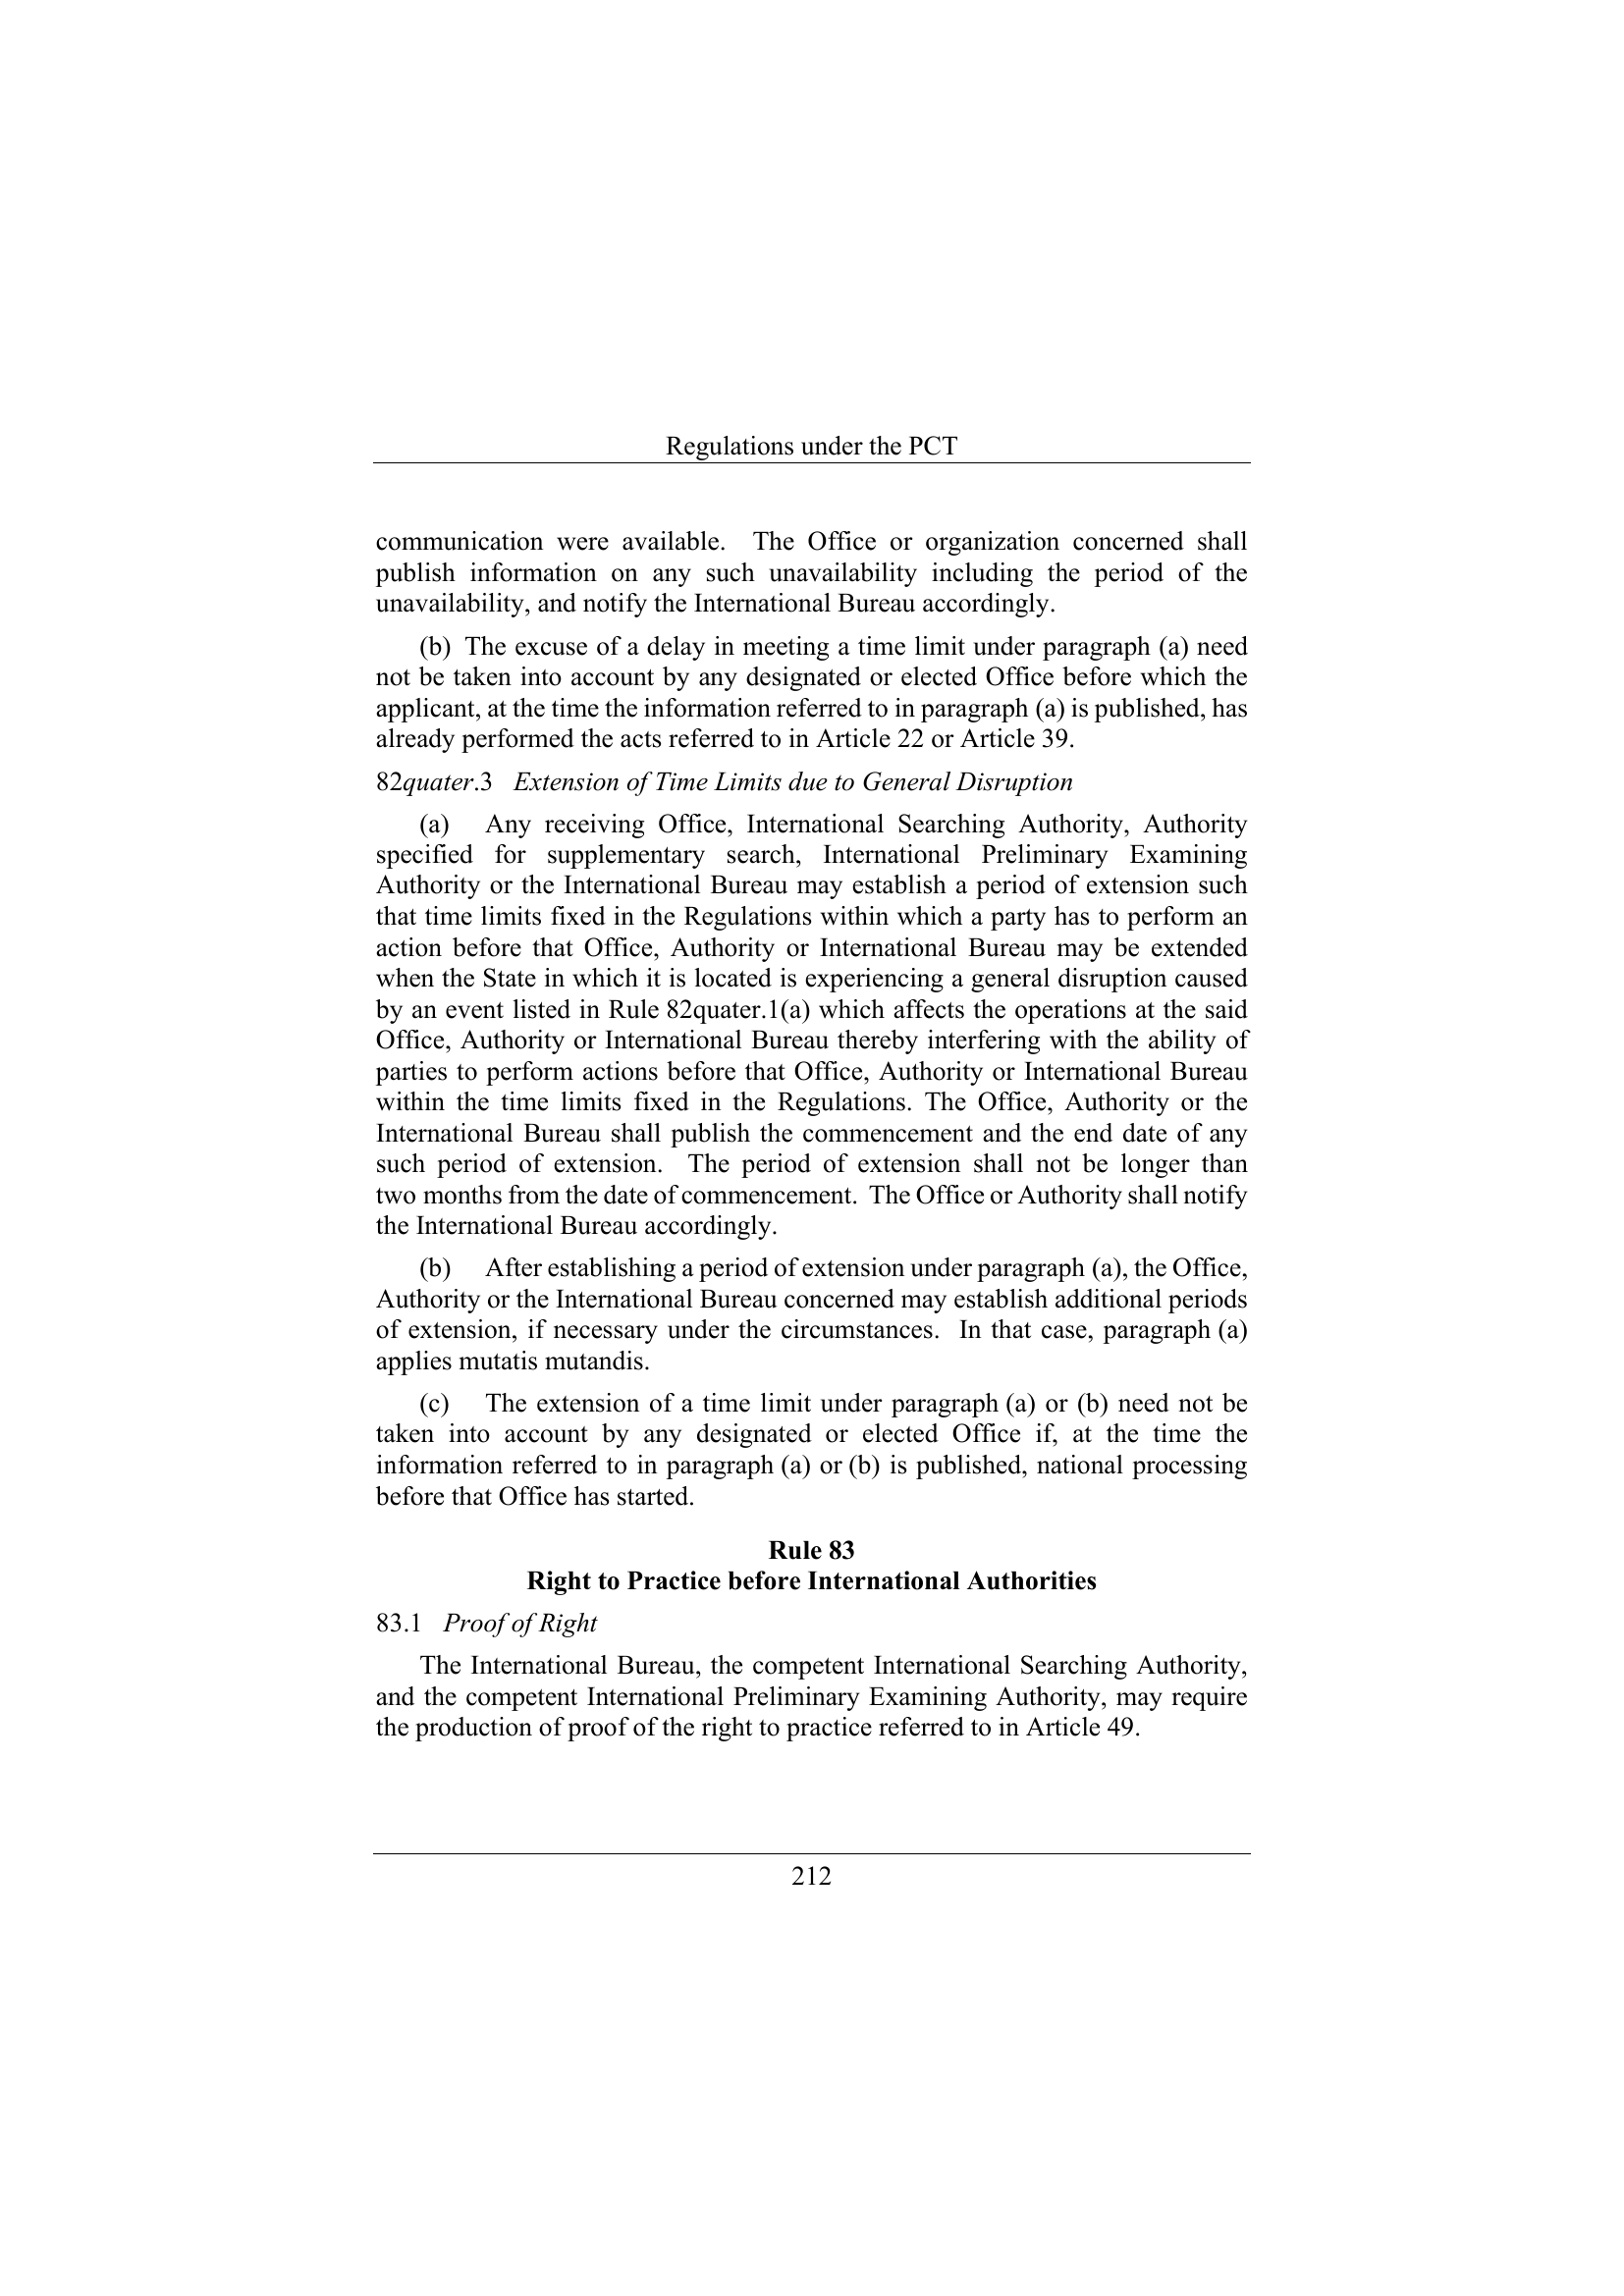 Regulations under the PCT
communication were available. The Office or organization concerned shall
publish information on any such unavailability including the period of the
unavailability, and notify the International Bureau accordingly.
(b) The excuse of a delay in meeting a time limit under paragraph (a) need
not be taken into account by any designated or elected Office before which the
applicant, at the time the information referred to in paragraph (a) is published, has
already performed the acts referred to in Article 22 or Article 39.
82quater.3 Extension of Time Limits due to General Disruption
(a) Any receiving Office, International Searching Authority, Authority
specified for supplementary search, International Preliminary Examining
Authority or the International Bureau may establish a period of extension such
that time limits fixed in the Regulations within which a party has to perform an
action before that Office, Authority or International Bureau may be extended
when the State in which it is located is experiencing a general disruption caused
by an event listed in Rule 82quater.1(a) which affects the operations at the said
Office, Authority or International Bureau thereby interfering with the ability of
parties to perform actions before that Office, Authority or International Bureau
within the time limits fixed in the Regulations. The Office, Authority or the
International Bureau shall publish the commencement and the end date of any
such period of extension. The period of extension shall not be longer than
two months from the date of commencement. The Office or Authority shall notify
the International Bureau accordingly.
(b) After establishing a period of extension under paragraph (a), the Office,
Authority or the International Bureau concerned may establish additional periods
of extension, if necessary under the circumstances. In that case, paragraph (a)
applies mutatis mutandis.
(c) The extension of a time limit under paragraph (a) or (b) need not be
taken into account by any designated or elected Office if, at the time the
information referred to in paragraph (a) or (b) is published, national processing
before that Office has started.
Rule 83
Right to Practice before International Authorities
83.1 Proof of Right
The International Bureau, the competent International Searching Authority,
and the competent International Preliminary Examining Authority, may require
the production of proof of the right to practice referred to in Article 49.
212